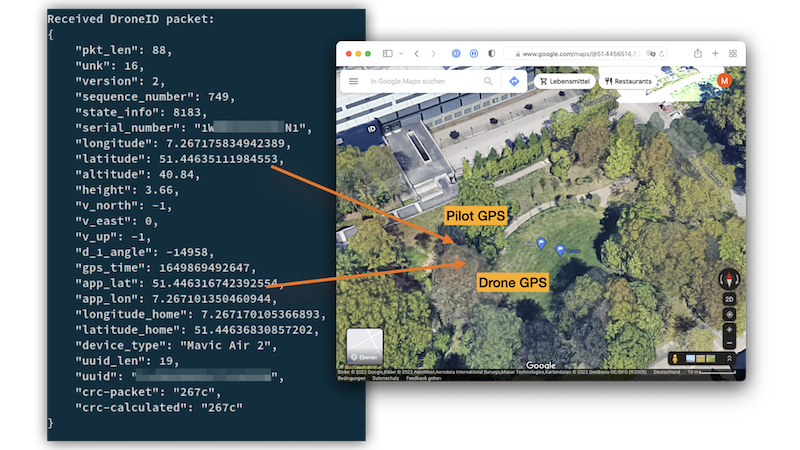 Received DroneID packet:
{
"pkt_len": 88,
"unk": 16,
"version": 2,
"sequence_number": 749,
"state_info": 8183,
"serial_number": "1W N1",
"longitude": 7.267175834942389,
"latitude": 51.44635111984553,
"altitude": 40.84,
"height": 3.66,
"v_north": -1,
"v_east": 0,
"v_up": -1,
"d_1_angle": -14958,
"gps_time": 1649869492647,
"app_lat": 51.446316742392554,
"app_lon": 7.267101350460944,
"longitude_home": 7.267170105366893,
"latitude_home": 51.44636830857202,
"device_type": "Mavic Air 2",
"uuid_len": 19,
"uuid": " ",
"crc-packet": "267c",
"crc-calculated": "267c"
}
www.google.com/maps/@51.4456514,7.2
In Google Maps suchen
Lebensmittel
Restaurants
M
Pilot GPS
Drone GPS
2D
Ebenen
Google
Bilder © 2022 Google, Bilder © 2022 AeroWest, Aerodata International Surveys, Maxar Technologies, Kartendaten © 2022 GeoBasis-DE/BKG (©2009)
Deutschland
10 m
Bedingungen
Datenschutz
Feedback geben